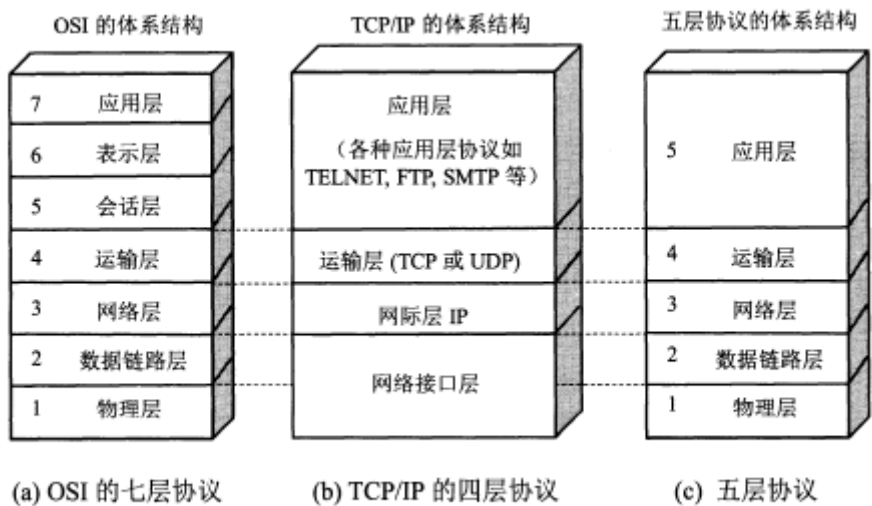 OSI 的体系结构
TCP/IP 的体系结构
五层协议的体系结构
7 应用层
6 表示层
5 会话层
4 运输层
3 网络层
2 数据链路层
1 物理层
应用层
（各种应用层协议如
TELNET, FTP, SMTP 等）
运输层 (TCP 或 UDP)
网际层 IP
网络接口层
5 应用层
4 运输层
3 网络层
2 数据链路层
1 物理层
(a) OSI 的七层协议
(b) TCP/IP 的四层协议
(c) 五层协议